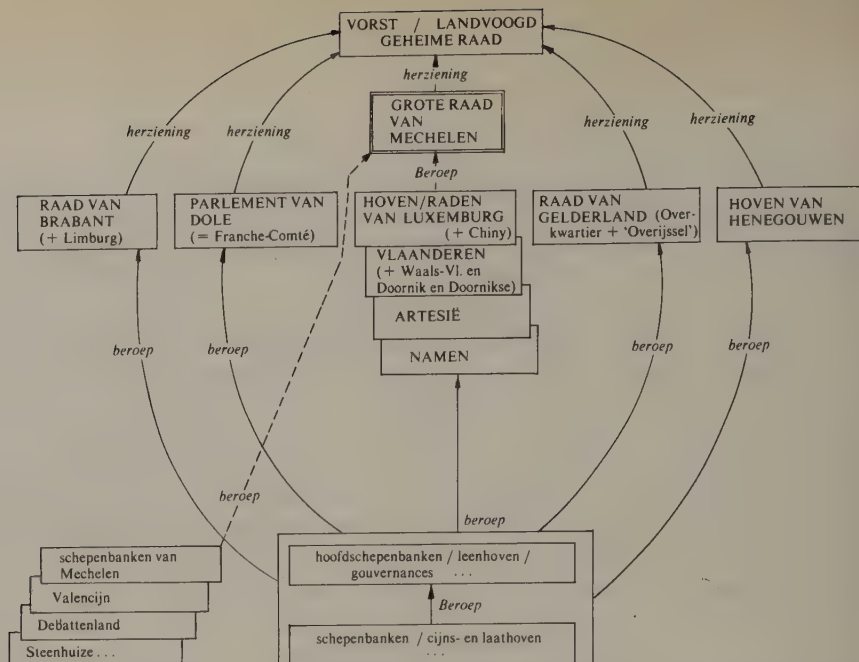 VORST / LANDVOOGD
GEHEIME RAAD
herziening
GROTE RAAD
VAN
MECHELEN
herziening
herziening
herziening
herziening
Beroep
RAAD VAN
BRABANT
(+ Limburg)
PARLEMENT VAN
DOLE
(= Franche-Comté)
HOVEN/RADEN
VAN LUXEMBURG
(+ Chiny)
VLAANDEREN
(+ Waals-Vl. en
Doornik en Doornikse)
ARTESIË
NAMEN
RAAD VAN
GELDERLAND (Over-
kwartier + 'Overijssel')
HOVEN VAN
HENEGOUWEN
beroep
beroep
beroep
beroep
beroep
beroep
schepenbanken van
Mechelen
Valencijn
Debattenland
Steenhuize ...
hoofdschepenbanken / leenhoven /
gouvernances ...
Beroep
schepenbanken / cijns- en laathoven
...